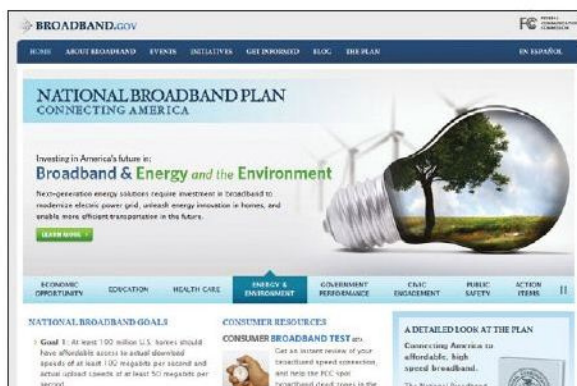 BROADBAND.GOV
FCC FEDERAL COMMUNICATIONS COMMISSION
HOME ABOUT BROADBAND EVENTS INITIATIVES GET INFORMED BLOG THE PLAN EN ESPAÑOL
NATIONAL BROADBAND PLAN
CONNECTING AMERICA
Investing in America's future in:
Broadband & Energy and the Environment
Next-generation energy solutions require investment in broadband to
modernize electric power grid, unleash energy innovation in homes, and
enable more efficient transportation in the future.
LEARN MORE
ECONOMIC OPPORTUNITY EDUCATION HEALTH CARE ENERGY & ENVIRONMENT GOVERNMENT PERFORMANCE CIVIC ENGAGEMENT PUBLIC SAFETY ACTION ITEMS
NATIONAL BROADBAND GOALS
Goal 1: At least 100 million U.S. homes should
have affordable access to actual download
speeds of at least 100 megabits per second and
actual upload speeds of at least 50 megabits per
second
CONSUMER RESOURCES
CONSUMER BROADBAND TEST
Get an instant review of your
broadband speed connection,
and help the FCC spot
broadband dead zones in the
A DETAILED LOOK AT THE PLAN
Connecting America to
affordable, high
speed broadband.
The National Broadband